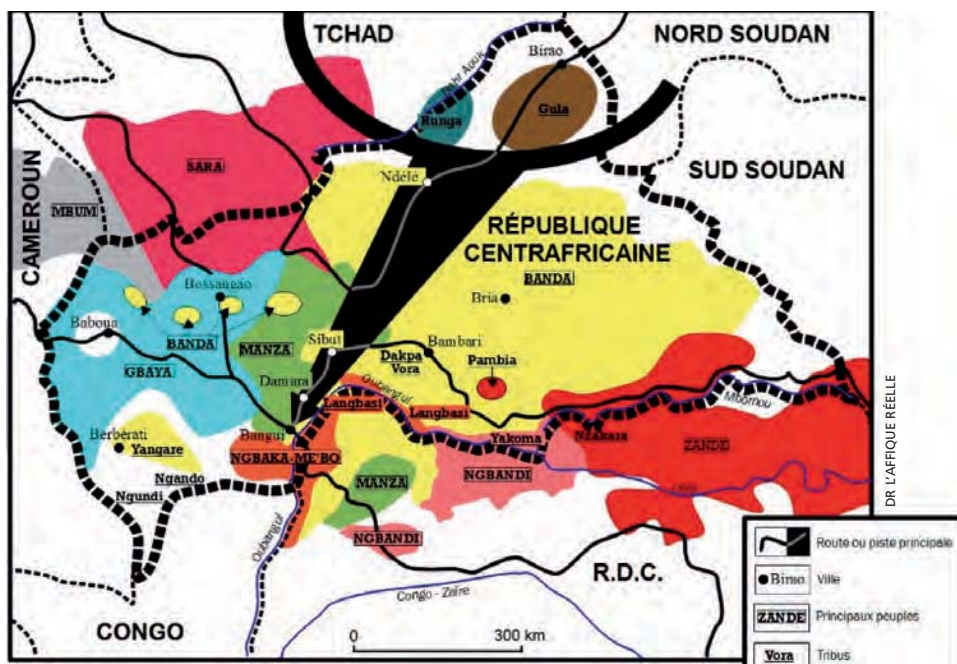 TCHAD
NORD SOUDAN
Birao
Nahr Aouk
Runga
Gula
SARA
Ndélé
SUD SOUDAN
CAMEROUN
MBUM
RÉPUBLIQUE
CENTRAFRICAINE
BANDA
Bossangao
Bria
Baboua
BANDA
MANZA
Sibut
Bambari
GBAYA
Dakpa
Vora
Pambia
Damara
Oubangui
Mbomou
Langbasi
Langbasi
Bangui
Yakoma
Nzakara
ZANDE
Berbérati
Yangare
NGBAKA-ME'BO
Ngando
MANZA
NGBANDI
Ngundi
NGBANDI
Oubangui
R.D.C.
Congo - Zaïre
CONGO
0
300 km
DR L'AFFIQUE RÉELLE
Route ou piste principale
Birao
Ville
ZANDE
Principaux peuples
Vora
Tribus